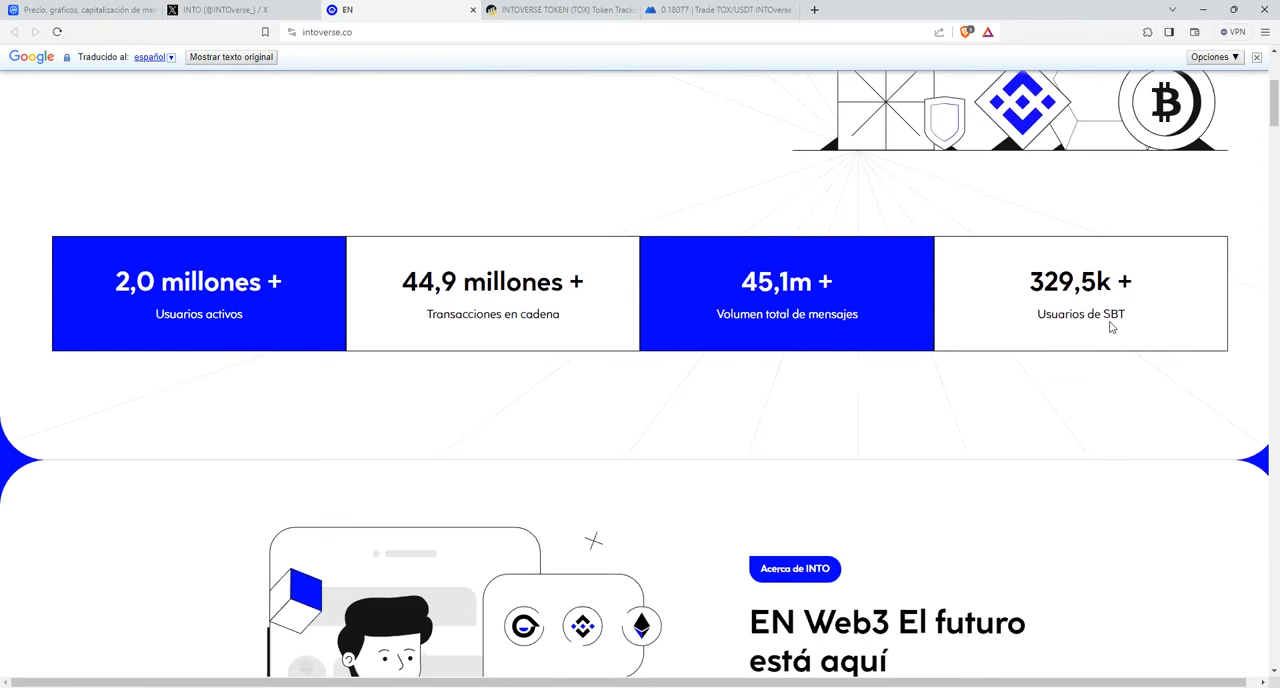 Precio, gráficos, capitalización de mer
INTO (@INTOverse_) / X
EN
INTOVERSE TOKEN (TOX) Token Track
0.18077 | Trade TOX/USDT INTOverse
intoverse.co
VPN
Google
Traducido al: español
Mostrar texto original
Opciones ▼
2,0 millones +
Usuarios activos
44,9 millones +
Transacciones en cadena
45,1m +
Volumen total de mensajes
329,5k +
Usuarios de SBT
Acerca de INTO
EN Web3 El futuro
está aquí